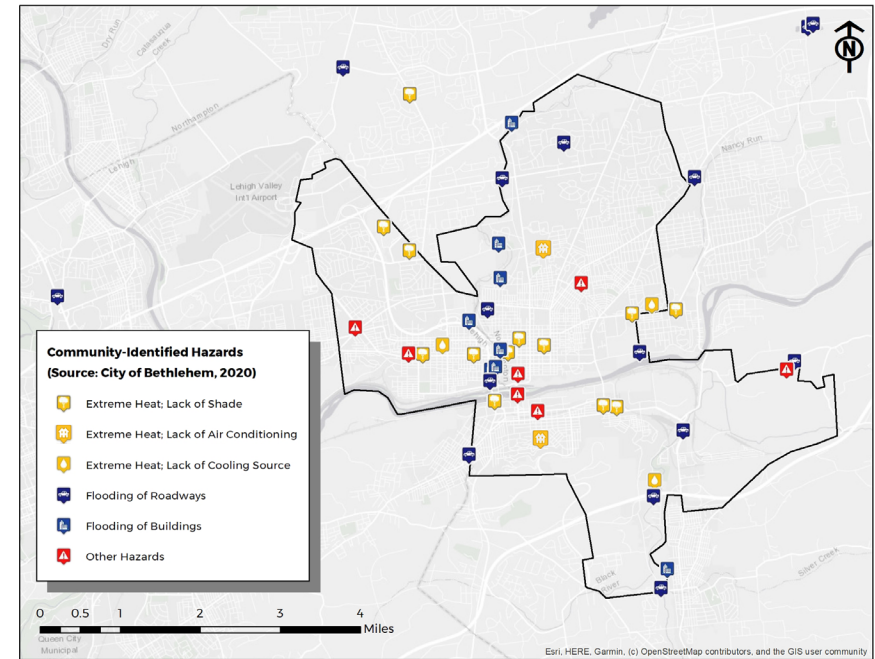 Dry Run
Catasauqua
Creek
N
Northampton
Lehigh
Nancy Run
Lehigh Valley
Int'l Airport
Lehigh
Community-Identified Hazards
(Source: City of Bethlehem, 2020)
Extreme Heat; Lack of Shade
Extreme Heat; Lack of Air Conditioning
Extreme Heat; Lack of Cooling Source
Flooding of Roadways
Flooding of Buildings
Other Hazards
Black
River
Silver Creek
0 0.5 1 2 3 4
Miles
Queen City
Municipal
Esri, HERE, Garmin, (c) OpenStreetMap contributors, and the GIS user community